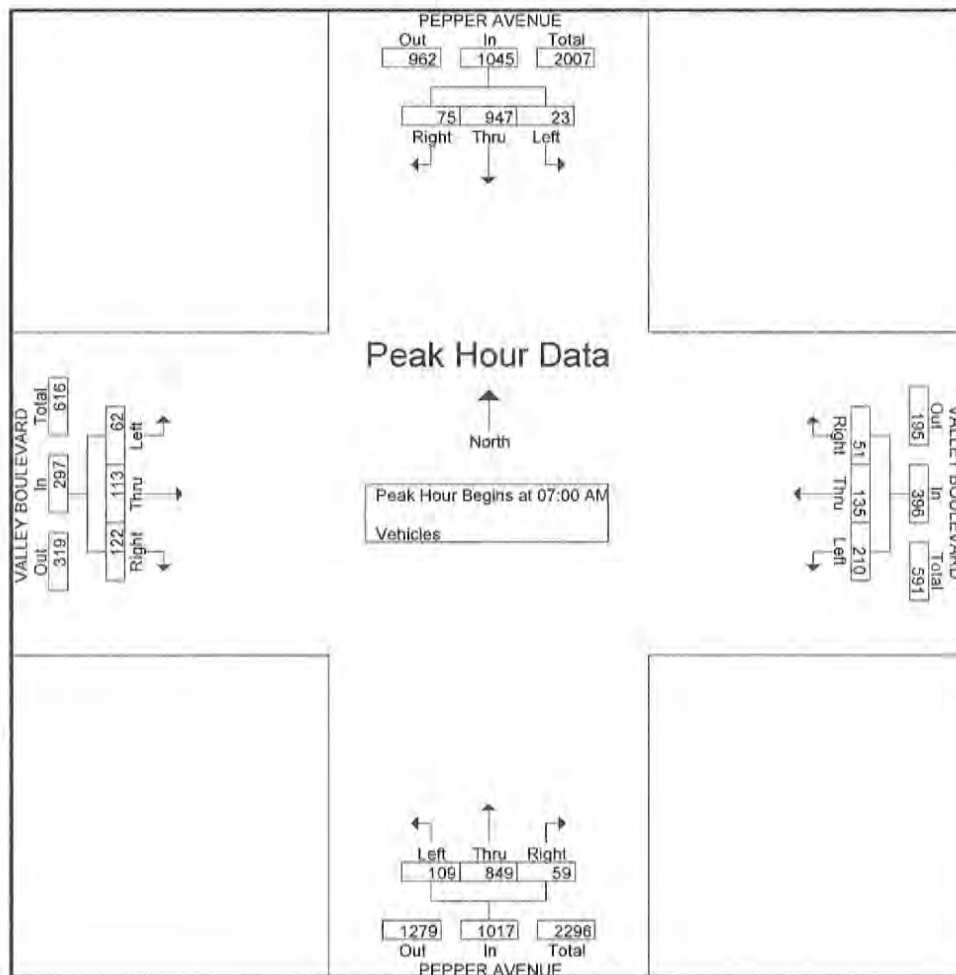 PEPPER AVENUE
Out In Total
962 1045 2007
75 947 23
Right Thru Left
Peak Hour Data
North
Peak Hour Begins at 07:00 AM
Vehicles
VALLEY BOULEVARD
Out In Total
319 297 616
Left Thru Right
62 113 122
VALLEY BOULEVARD
Out In Total
195 396 591
Right Thru Left
51 135 210
Left Thru Right
109 849 59
1279 1017 2296
Out In Total
PEPPER AVENUE